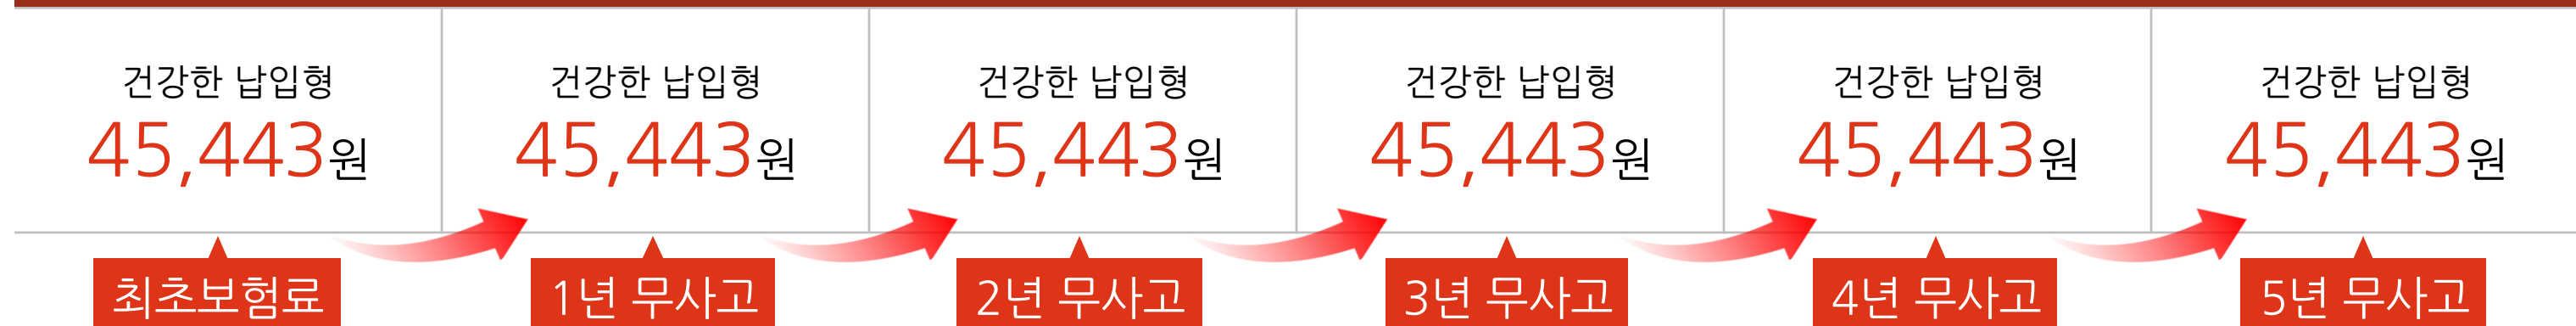 건강한 납입형
45,443원
최초보험료
건강한 납입형
45,443원
1년 무사고
건강한 납입형
45,443원
2년 무사고
건강한 납입형
45,443원
3년 무사고
건강한 납입형
45,443원
4년 무사고
건강한 납입형
45,443원
5년 무사고